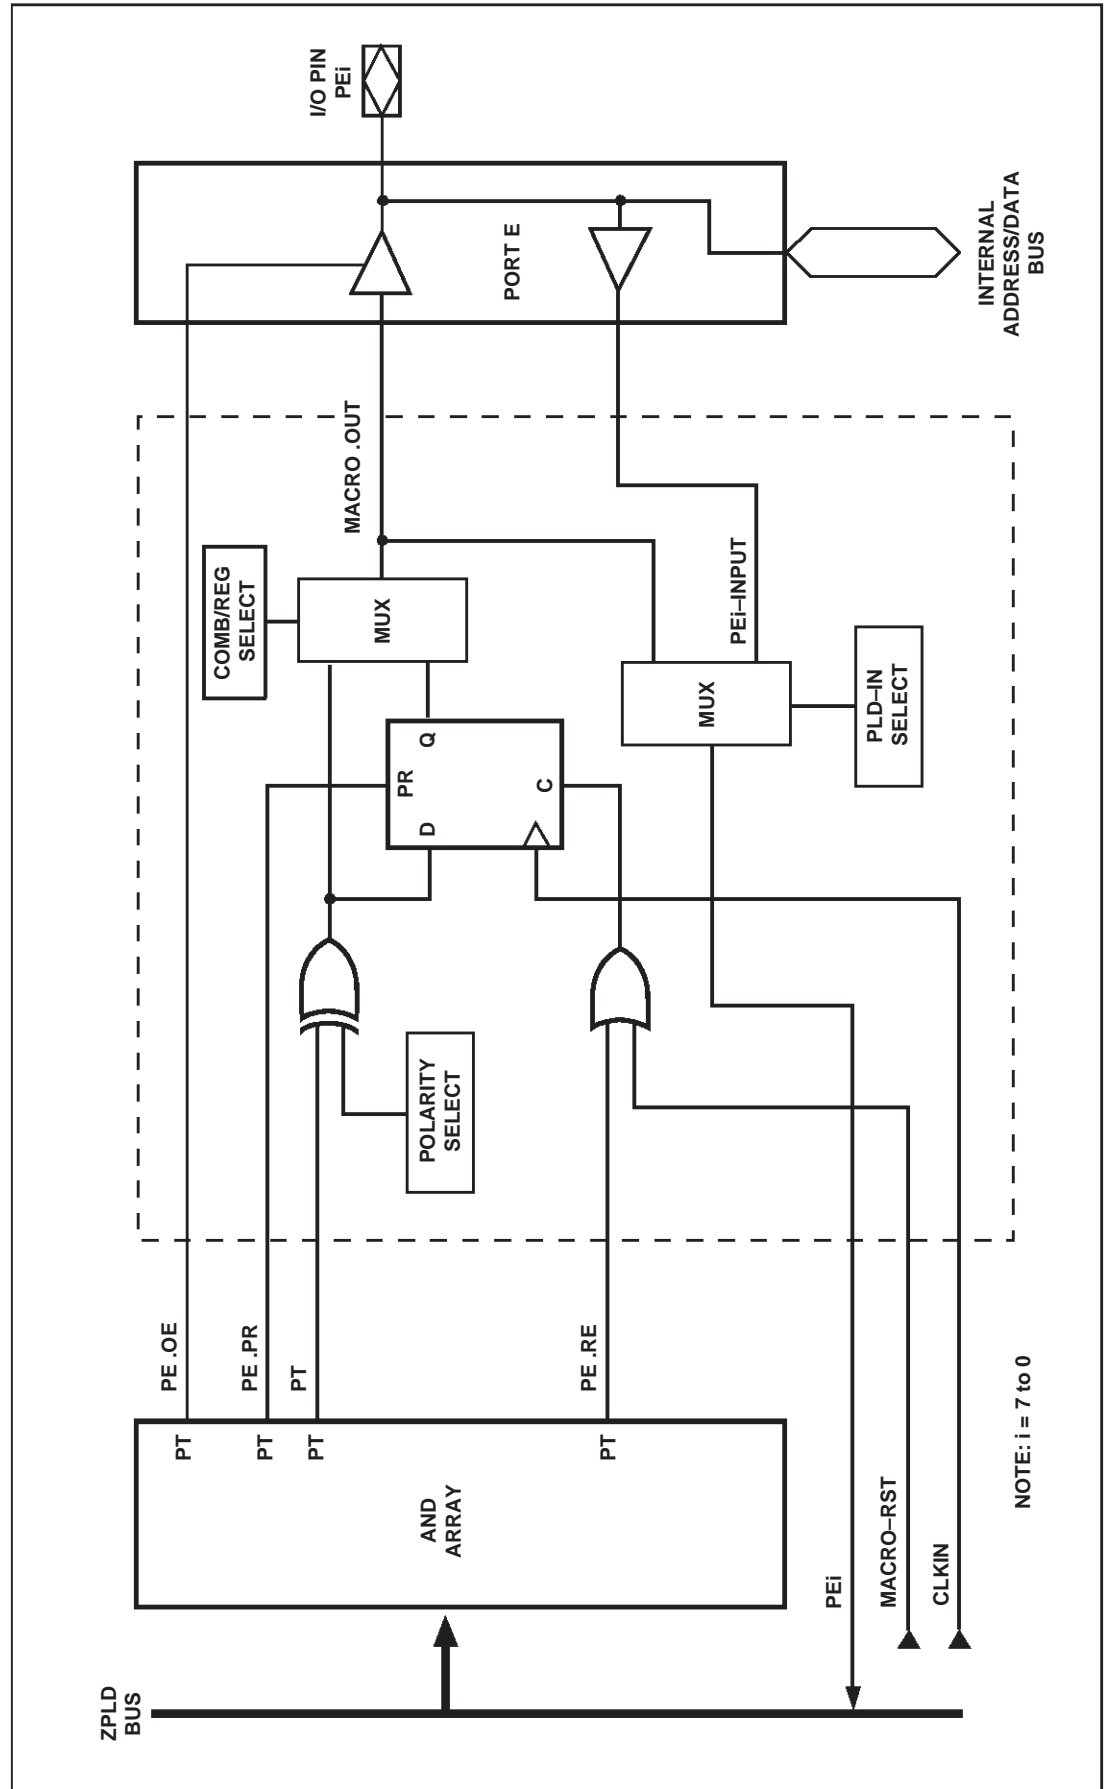 ZPLD
BUS
AND
ARRAY
PT
PT
PT
PT
PE .OE
PE .PR
PT
PE .RE
PEi
MACRO–RST
CLKIN
NOTE: i = 7 to 0
POLARITY
SELECT
D
PR
Q
C
COMB/REG
SELECT
MUX
MACRO .OUT
MUX
PEi–INPUT
PLD–IN
SELECT
PORT E
I/O PIN
PEi
INTERNAL
ADDRESS/DATA
BUS